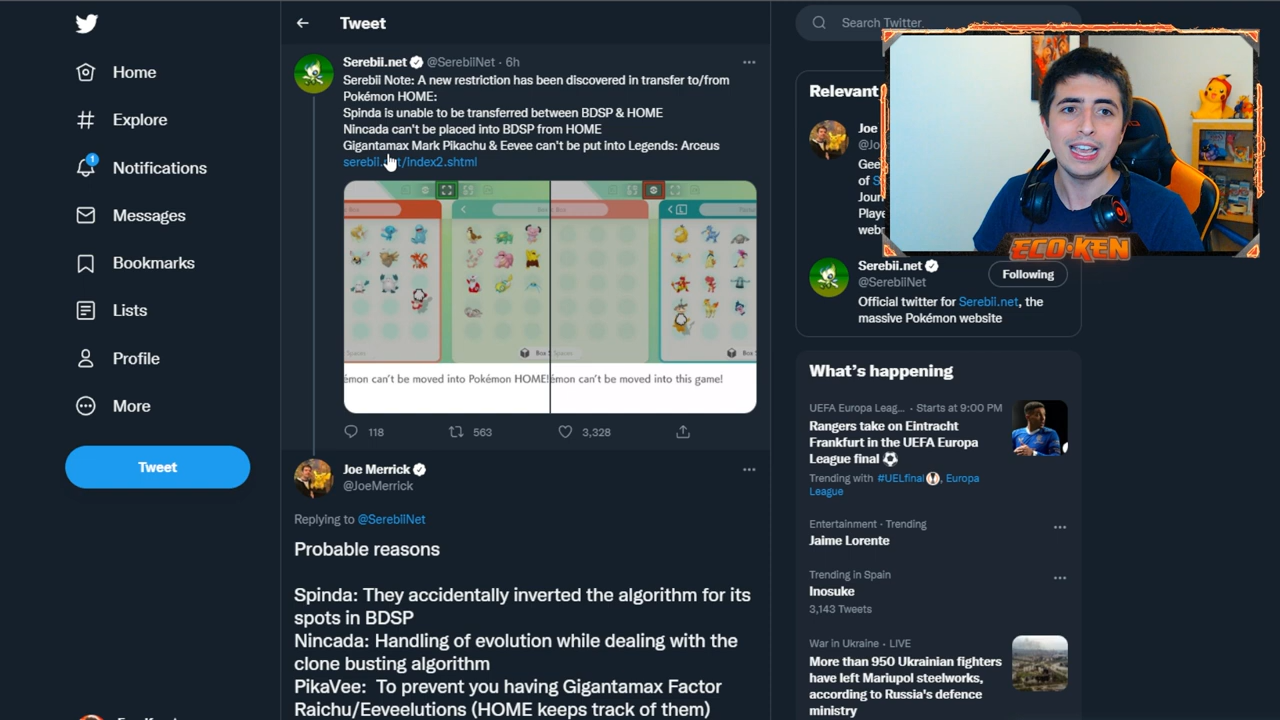 Home
Explore
1
Notifications
Messages
Bookmarks
Lists
Profile
More
Tweet
Tweet
Serebii.net @SerebiiNet · 6h
Serebii Note: A new restriction has been discovered in transfer to/from
Pokémon HOME:
Spinda is unable to be transferred between BDSP & HOME
Nincada can't be placed into BDSP from HOME
Gigantamax Mark Pikachu & Eevee can't be put into Legends: Arceus
serebii.net/index2.shtml
Box
émon can't be moved into Pokémon HOME!
émon can't be moved into this game!
118
563
3,328
Joe Merrick
@JoeMerrick
Replying to @SerebiiNet
Probable reasons
Spinda: They accidentally inverted the algorithm for its
spots in BDSP
Nincada: Handling of evolution while dealing with the
clone busting algorithm
PikaVee: To prevent you having Gigantamax Factor
Raichu/Eeveelutions (HOME keeps track of them)
Search Twitter
Relevant
Joe
@Jo
Gee
of S
Jour
Playe
webs
ECO-KEN
Serebii.net
@SerebiiNet
Following
Official twitter for Serebii.net, the
massive Pokémon website
What's happening
UEFA Europa Leag... · Starts at 9:00 PM
Rangers take on Eintracht
Frankfurt in the UEFA Europa
League final
Trending with #UELfinal, Europa
League
Entertainment · Trending
Jaime Lorente
Trending in Spain
Inosuke
3,143 Tweets
War in Ukraine · LIVE
More than 950 Ukrainian fighters
have left Mariupol steelworks,
according to Russia's defence
ministry